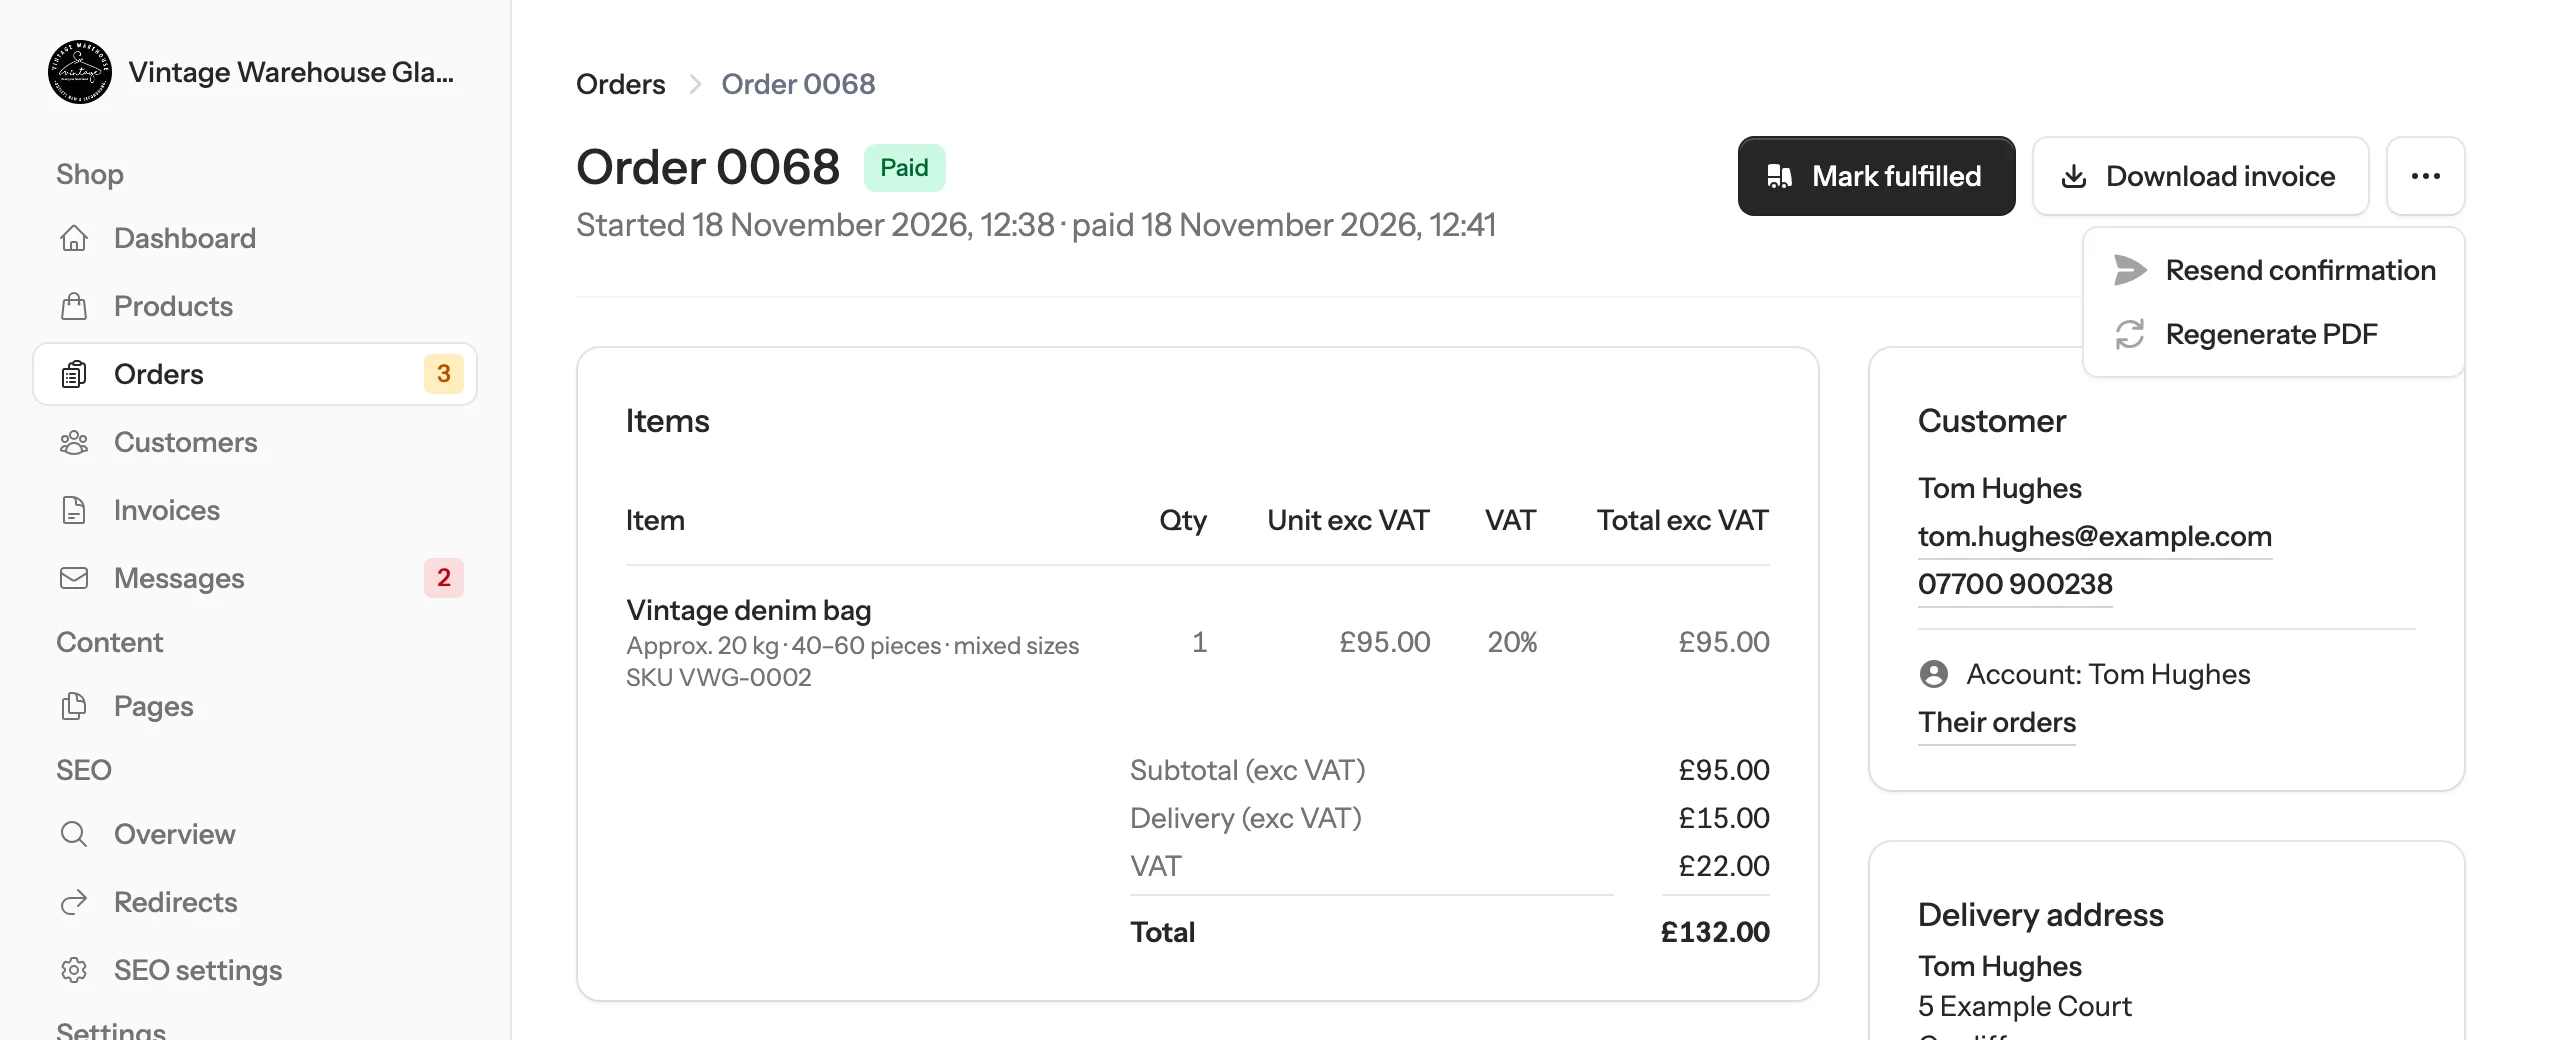 Vintage Warehouse Gla...
Shop
Dashboard
Products
Orders 3
Customers
Invoices
Messages 2
Content
Pages
SEO
Overview
Redirects
SEO settings
Settings
Orders > Order 0068
Order 0068 Paid
Started 18 November 2026, 12:38 · paid 18 November 2026, 12:41
Mark fulfilled
Download invoice
Resend confirmation
Regenerate PDF
Items
Item Qty Unit exc VAT VAT Total exc VAT
Vintage denim bag
Approx. 20 kg · 40–60 pieces · mixed sizes
SKU VWG-0002
1 £95.00 20% £95.00
Subtotal (exc VAT) £95.00
Delivery (exc VAT) £15.00
VAT £22.00
Total £132.00
Customer
Tom Hughes
tom.hughes@example.com
07700 900238
Account: Tom Hughes
Their orders
Delivery address
Tom Hughes
5 Example Court